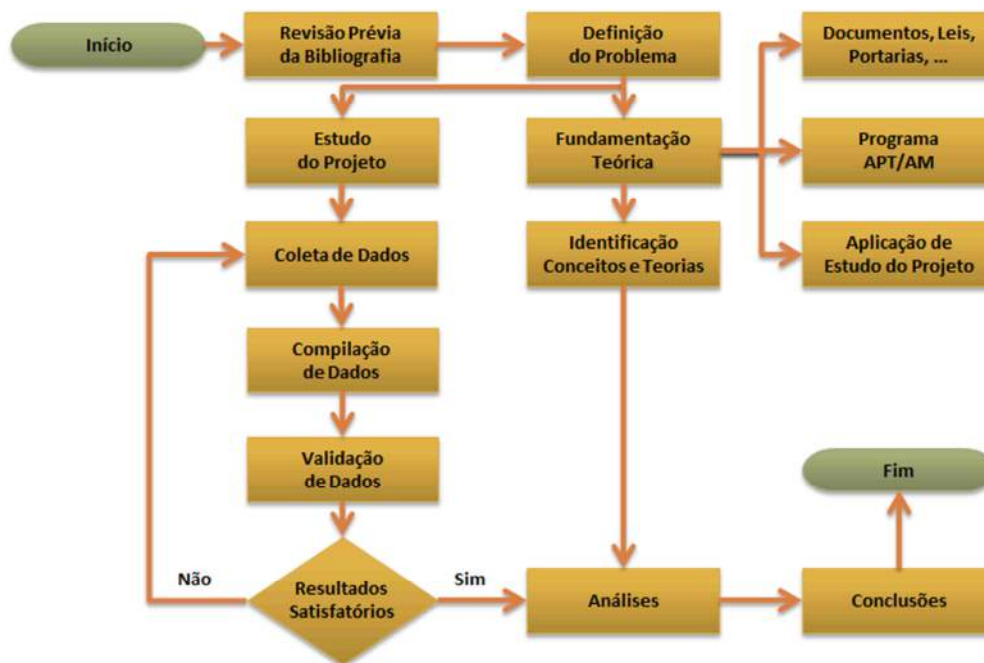 Início
Revisão Prévia
da Bibliografia
Definição
do Problema
Documentos, Leis,
Portarias, ...
Estudo
do Projeto
Fundamentação
Teórica
Programa
APT/AM
Coleta de Dados
Identificação
Conceitos e Teorias
Aplicação de
Estudo do Projeto
Compilação
de Dados
Validação
de Dados
Fim
Não
Resultados
Satisfatórios
Sim
Análises
Conclusões